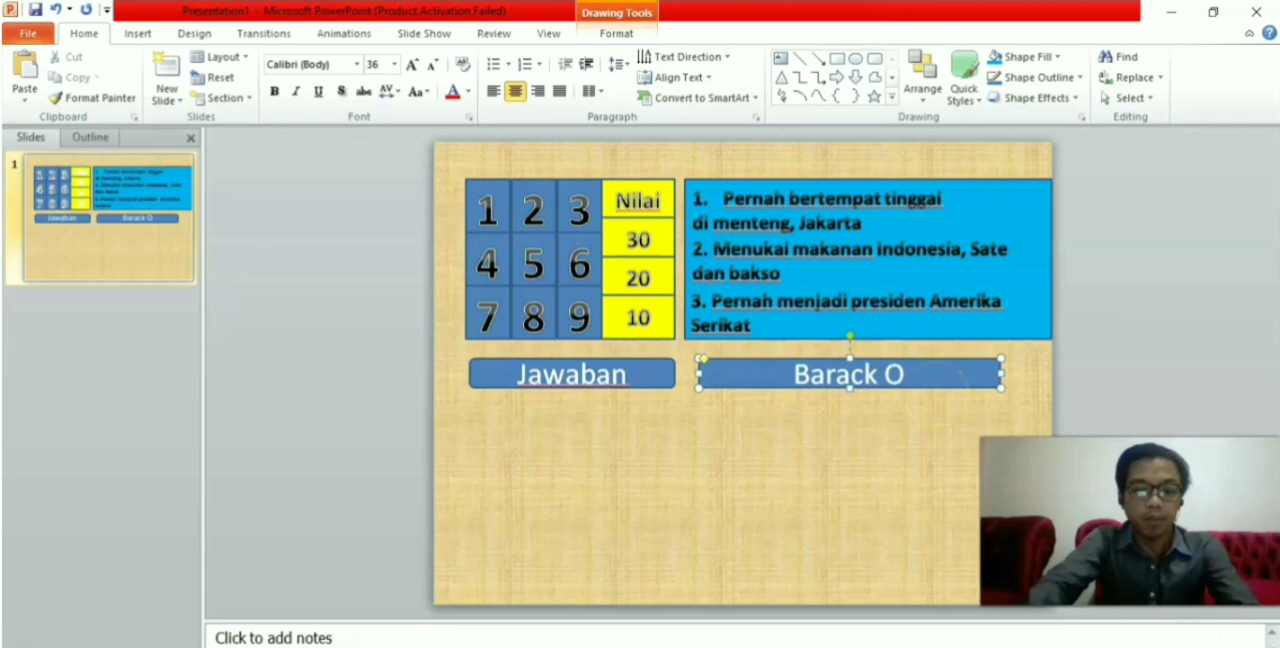 Presentation1 - Microsoft PowerPoint (Product Activation Failed)
Drawing Tools
File
Home
Insert
Design
Transitions
Animations
Slide Show
Review
View
Format
Paste
Cut
Copy
Format Painter
Clipboard
New
Slide
Layout
Reset
Section
Slides
Calibri (Body)
36
B I U S abc AV Aa A
Font
Text Direction
Align Text
Convert to SmartArt
Paragraph
Arrange
Quick
Styles
Shape Fill
Shape Outline
Shape Effects
Drawing
Find
Replace
Select
Editing
Slides
Outline
1
1 2 3
4 5 6
7 8 9
Nilai
30
20
10
1. Pernah bertempat tinggai
di menteng, Jakarta
2. Menukai makanan Indonesia, Sate
dan bakso
3. Pernah menjadi presiden Amerika
Serikat
Jawaban
Barack O
Click to add notes